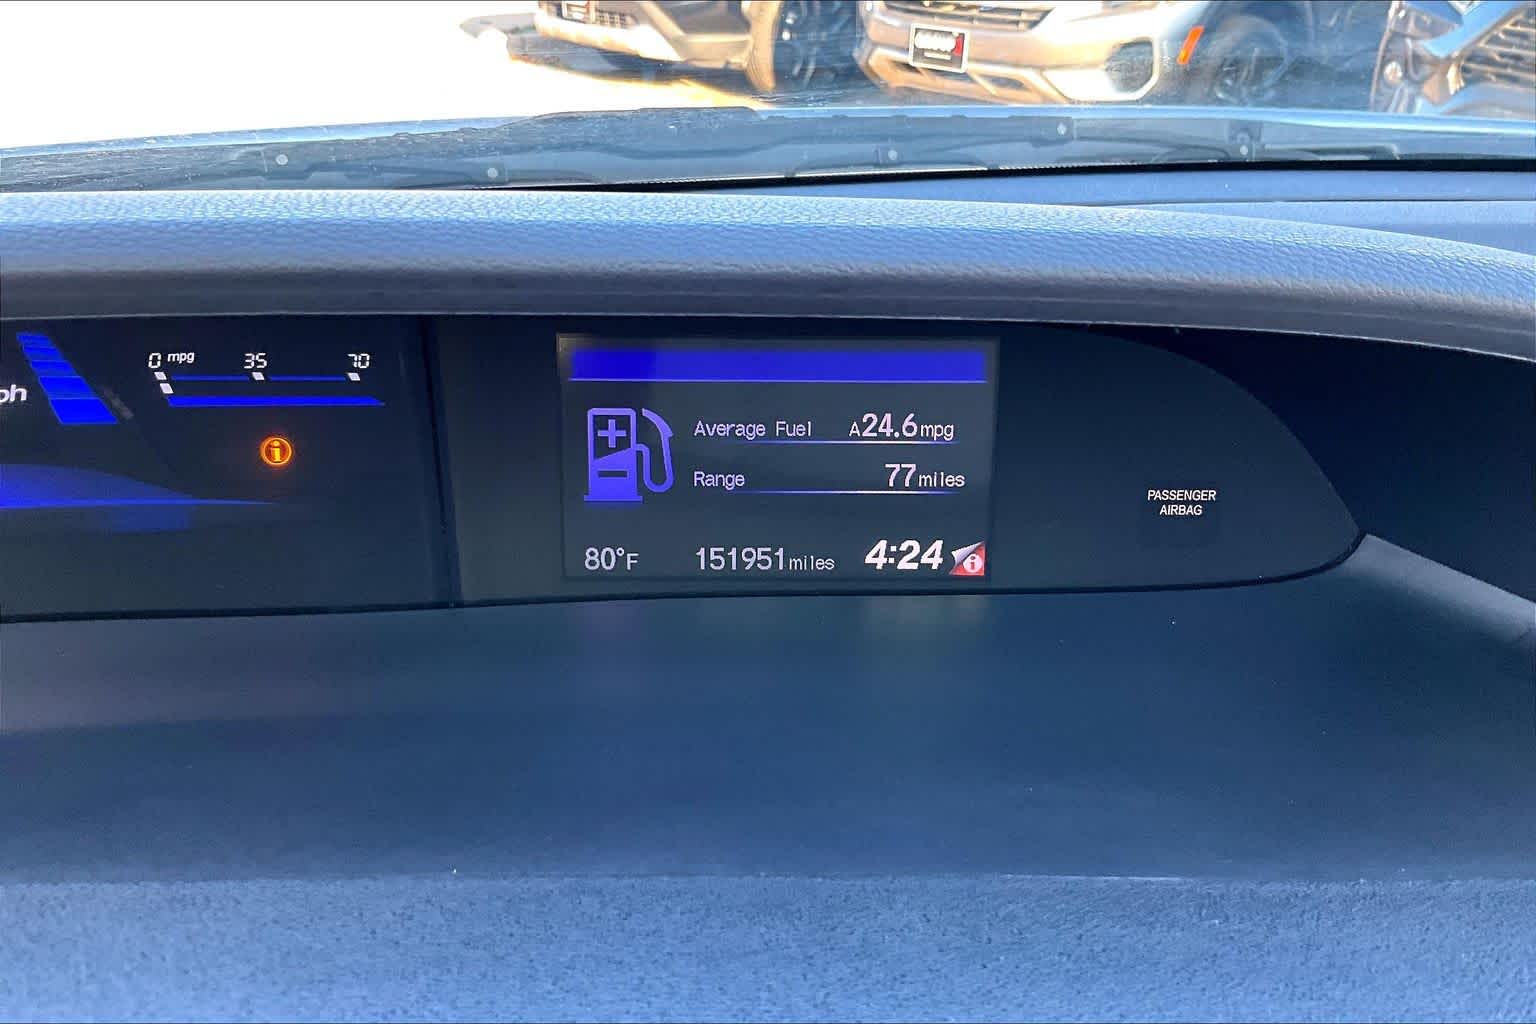 ph
0 mpg 35 70
Average Fuel A24.6mpg
Range 77miles
80°F 151951miles 4:24
PASSENGER
AIRBAG